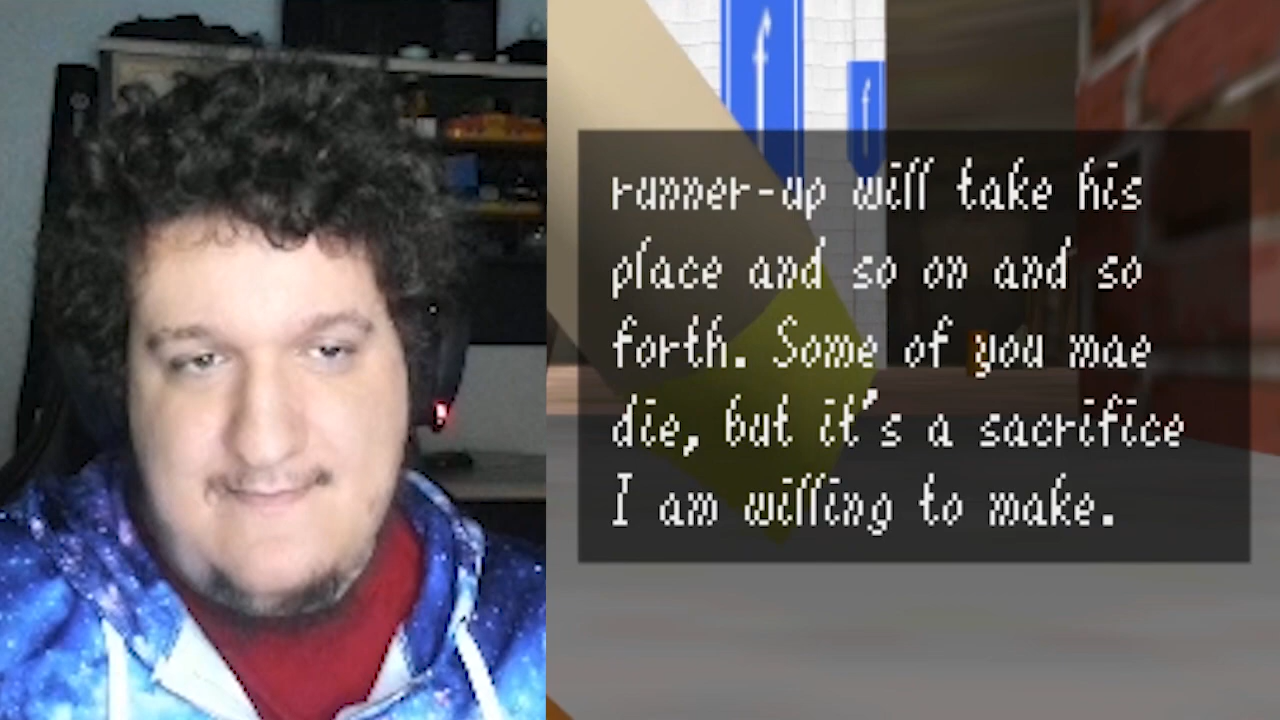 f
f
runner-up will take his
place and so on and so
forth. Some of you mae
die, but it's a sacrifice
I am willing to make.